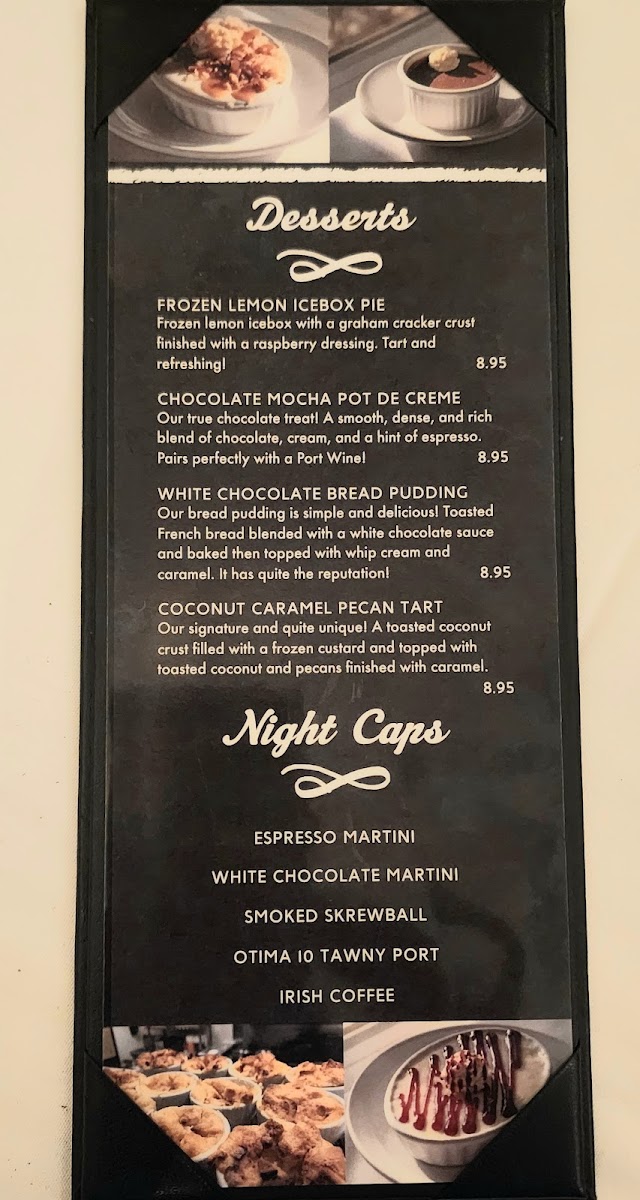 Desserts
FROZEN LEMON ICEBOX PIE
Frozen lemon icebox with a graham cracker crust
finished with a raspberry dressing. Tart and
refreshing! 8.95
CHOCOLATE MOCHA POT DE CREME
Our true chocolate treat! A smooth, dense, and rich
blend of chocolate, cream, and a hint of espresso.
Pairs perfectly with a Port Wine! 8.95
WHITE CHOCOLATE BREAD PUDDING
Our bread pudding is simple and delicious! Toasted
French bread blended with a white chocolate sauce
and baked then topped with whip cream and
caramel. It has quite the reputation! 8.95
COCONUT CARAMEL PECAN TART
Our signature and quite unique! A toasted coconut
crust filled with a frozen custard and topped with
toasted coconut and pecans finished with caramel.
8.95
Night Caps
ESPRESSO MARTINI
WHITE CHOCOLATE MARTINI
SMOKED SKREWBALL
OTIMA 10 TAWNY PORT
IRISH COFFEE